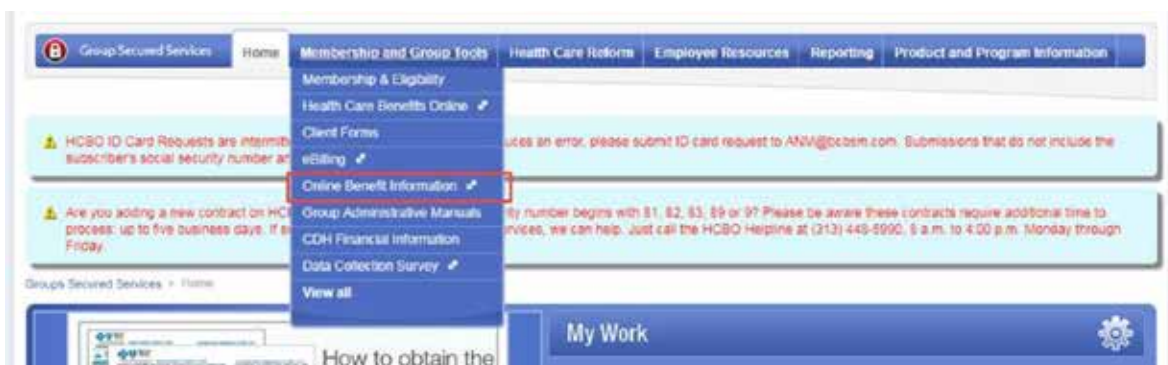 Group Secured Services Home Membership and Group Tools Health Care Reform Employee Resources Reporting Product and Program Information
Membership & Eligibility
Health Care Benefits Online
Client Forms
eBilling
Online Benefit Information
Group Administrative Manuals
CDH Financial Information
Data Collection Survey
View all
HCBO ID Card Requests are uces an error, please submit ID card request to ANM@bcbsm.com. Submissions that do not include the
subscriber's social security number
Are you adding a new contract on ity number begins with 81, 82, 83, 89 or 9? Please be aware these contracts require additional time to
process: up to five business days. If rvices, we can help. Just call the HCBO Helpline at (313) 448-5990, 8 a.m. to 4:00 p.m. Monday through
Friday.
Groups Secured Services > Home
How to obtain the
My Work